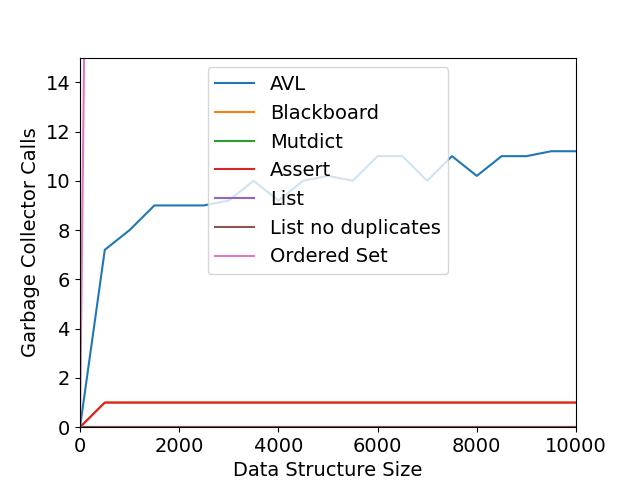 14
12
10
8
6
4
2
0
Garbage Collector Calls
AVL
Blackboard
Mutdict
Assert
List
List no duplicates
Ordered Set
0 2000 4000 6000 8000 10000
Data Structure Size